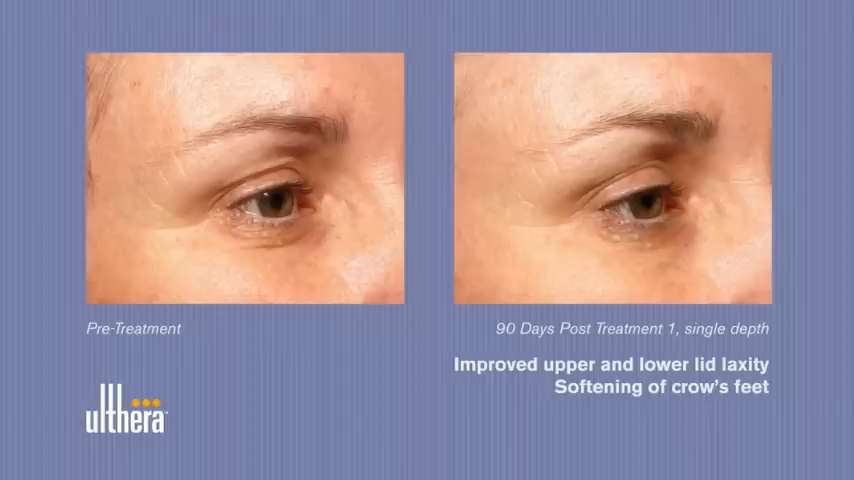 Pre-Treatment
90 Days Post Treatment 1, single depth
Improved upper and lower lid laxity
Softening of crow's feet
ulthera™